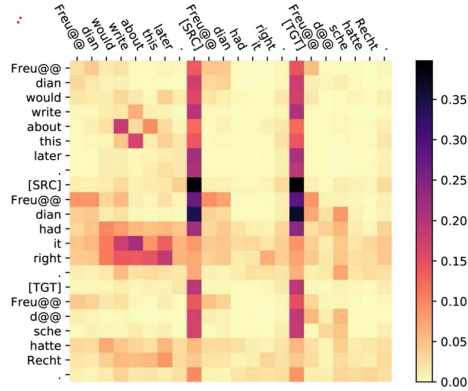 Freu@@ dian would write about this later . [SRC] Freu@@ dian had it right . [TGT] Freu@@ d@@ sche hatte Recht .
Freu@@
dian
would
write
about
this
later
.
[SRC]
Freu@@
dian
had
it
right
.
[TGT]
Freu@@
d@@
sche
hatte
Recht
.
0.35
0.30
0.25
0.20
0.15
0.10
0.05
0.00